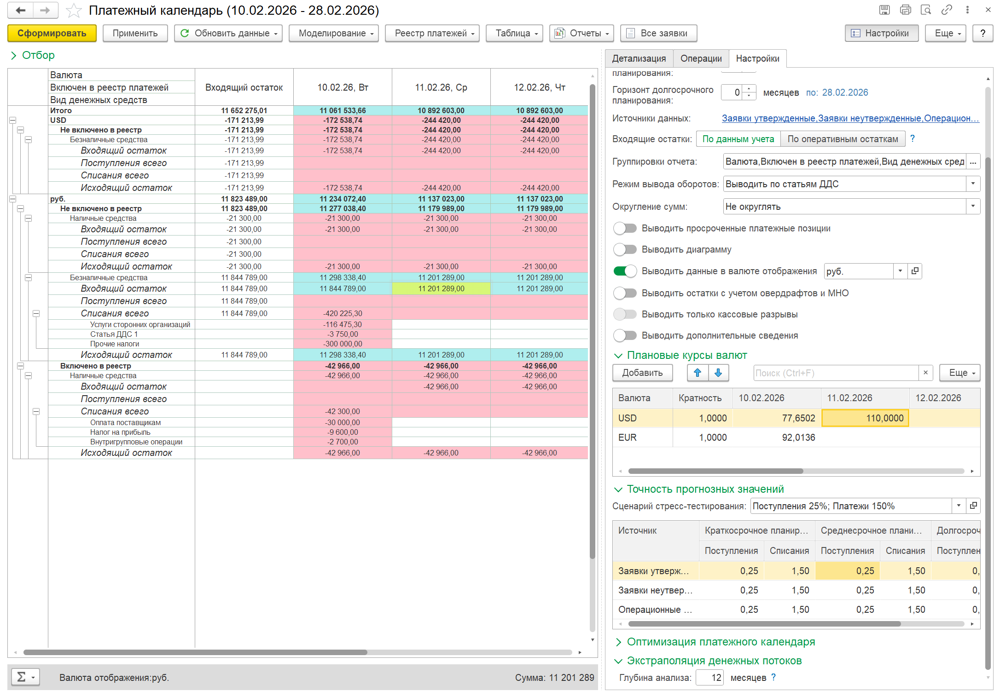 Платежный календарь (10.02.2026 - 28.02.2026)
Сформировать Применить Обновить данные Моделирование Реестр платежей Таблица Отчеты Все заявки Настройки Еще ?
Отбор
Валюта
Включен в реестр платежей
Вид денежных средств
Входящий остаток 10.02.26, Вт 11.02.26, Ср 12.02.26, Чт
Итого 11 652 275,01 11 061 533,66 10 892 603,00 10 892 603,00
USD -171 213,99 -172 538,74 -244 420,00 -244 420,00
Не включено в реестр -171 213,99 -172 538,74 -244 420,00 -244 420,00
Безналичные средства -171 213,99 -172 538,74 -244 420,00 -244 420,00
Входящий остаток -171 213,99 -172 538,74 -244 420,00 -244 420,00
Поступления всего -171 213,99
Списания всего -171 213,99
Исходящий остаток -171 213,99 -172 538,74 -244 420,00 -244 420,00
руб. 11 823 489,00 11 234 072,40 11 137 023,00 11 137 023,00
Не включено в реестр 11 823 489,00 11 277 038,40 11 179 989,00 11 179 989,00
Наличные средства -21 300,00 -21 300,00 -21 300,00 -21 300,00
Входящий остаток -21 300,00 -21 300,00 -21 300,00 -21 300,00
Поступления всего -21 300,00
Списания всего -21 300,00
Исходящий остаток -21 300,00 -21 300,00 -21 300,00 -21 300,00
Безналичные средства 11 844 789,00 11 298 338,40 11 201 289,00 11 201 289,00
Входящий остаток 11 844 789,00 11 844 789,00 11 201 289,00 11 201 289,00
Поступления всего 11 844 789,00
Списания всего 11 844 789,00 -420 225,30
Услуги сторонних организаций -116 475,30
Статья ДДС 1 -3 750,00
Прочие налоги -300 000,00
Исходящий остаток 11 844 789,00 11 298 338,40 11 201 289,00 11 201 289,00
Включено в реестр -42 966,00 -42 966,00 -42 966,00
Наличные средства -42 966,00 -42 966,00 -42 966,00
Входящий остаток -42 966,00 -42 966,00
Поступления всего
Списания всего -42 300,00
Оплата поставщикам -30 000,00
Налог на прибыль -9 600,00
Внутригрупповые операции -2 700,00
Исходящий остаток -42 966,00 -42 966,00 -42 966,00
Σ Валюта отображения:руб. Сумма: 11 201 289
Детализация Операции Настройки
планирования:
Горизонт долгосрочного
планирования: 0 месяцев по: 28.02.2026
Источники данных: Заявки утвержденные,Заявки неутвержденные,Операцион...
Входящие остатки: По данным учета По оперативным остаткам ?
Группировки отчета: Валюта,Включен в реестр платежей,Вид денежных сред ...
Режим вывода оборотов: Выводить по статьям ДДС
Округление сумм: Не округлять
Выводить просроченные платежные позиции
Выводить диаграмму
Выводить данные в валюте отображения руб.
Выводить остатки с учетом овердрафтов и МНО
Выводить только кассовые разрывы
Выводить дополнительные сведения
Плановые курсы валют
Добавить Поиск (Ctrl+F) × Еще
Валюта Кратность 10.02.2026 11.02.2026 12.02.2026
USD 1,0000 77,6502 110,0000
EUR 1,0000 92,0136
Точность прогнозных значений
Сценарий стресс-тестирования: Поступления 25%; Платежи 150%
Источник Краткосрочное планир... Среднесрочное плани... Долгосроч
Поступления Списания Поступления Списания Поступлен
Заявки утверж... 0,25 1,50 0,25 1,50 0,
Заявки неутвер... 0,25 1,50 0,25 1,50 0,
Операционные ... 0,25 1,50 0,25 1,50 0,
Оптимизация платежного календаря
Экстраполяция денежных потоков
Глубина анализа: 12 месяцев ?